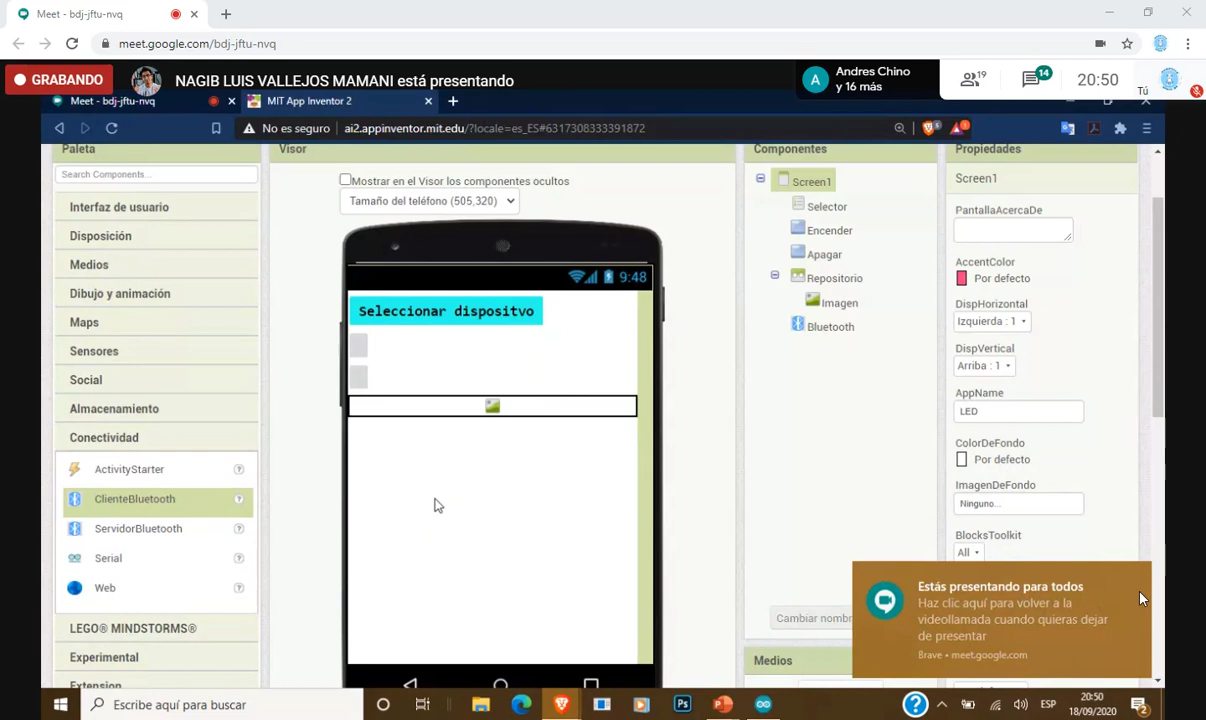 Meet - bdj-jftu-nvq
meet.google.com/bdj-jftu-nvq
GRABANDO
NAGIB LUIS VALLEJOS MAMANI está presentando
A
Andres Chino
y 16 más
19
14
20:50
Tú
Meet - bdj-jftu-nvq
MIT App Inventor 2
No es seguro
ai2.appinventor.mit.edu/?locale=es_ES#6317308333391872
Paleta
Search Components...
Interfaz de usuario
Disposición
Medios
Dibujo y animación
Maps
Sensores
Social
Almacenamiento
Conectividad
ActivityStarter
ClienteBluetooth
ServidorBluetooth
Serial
Web
LEGO® MINDSTORMS®
Experimental
Extension
Visor
Mostrar en el Visor los componentes ocultos
Tamaño del teléfono (505,320)
9:48
Seleccionar dispositvo
Componentes
Screen1
Selector
Encender
Apagar
Repositorio
Imagen
Bluetooth
Cambiar nomb
Medios
Propiedades
Screen1
PantallaAcercaDe
AccentColor
Por defecto
DispHorizontal
Izquierda : 1
DispVertical
Arriba : 1
AppName
LED
ColorDeFondo
Por defecto
ImagenDeFondo
Ninguno...
BlocksToolkit
All
Estás presentando para todos
Haz clic aquí para volver a la
videollamada cuando quieras dejar
de presentar
Brave • meet.google.com
Escribe aquí para buscar
Ps
ESP
20:50
18/09/2020
2